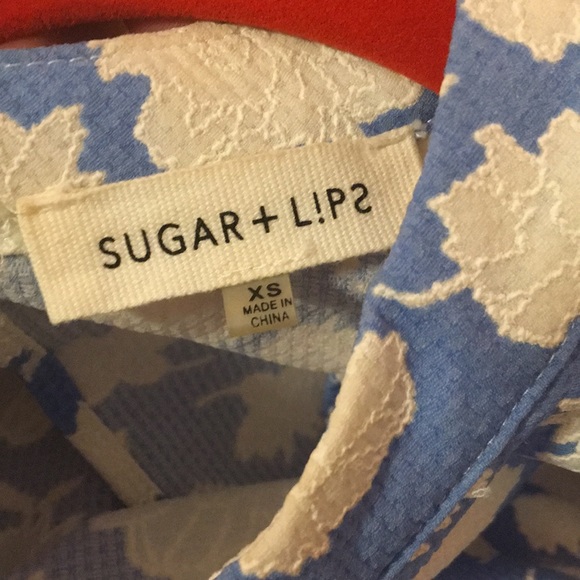 SUGAR + L!PS
XS
MADE IN
CHINA